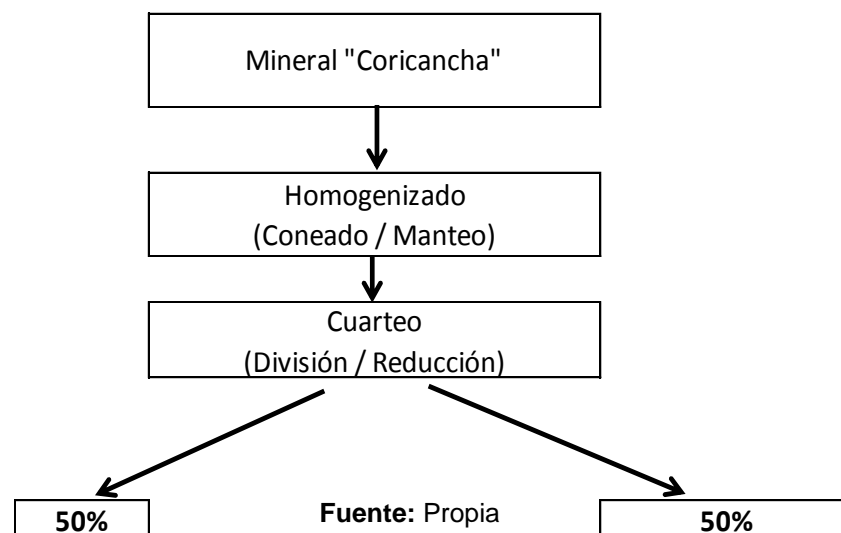 Mineral "Coricancha"
Homogenizado
(Coneado / Manteo)
Cuarteo
(División / Reducción)
50%
Fuente: Propia
50%